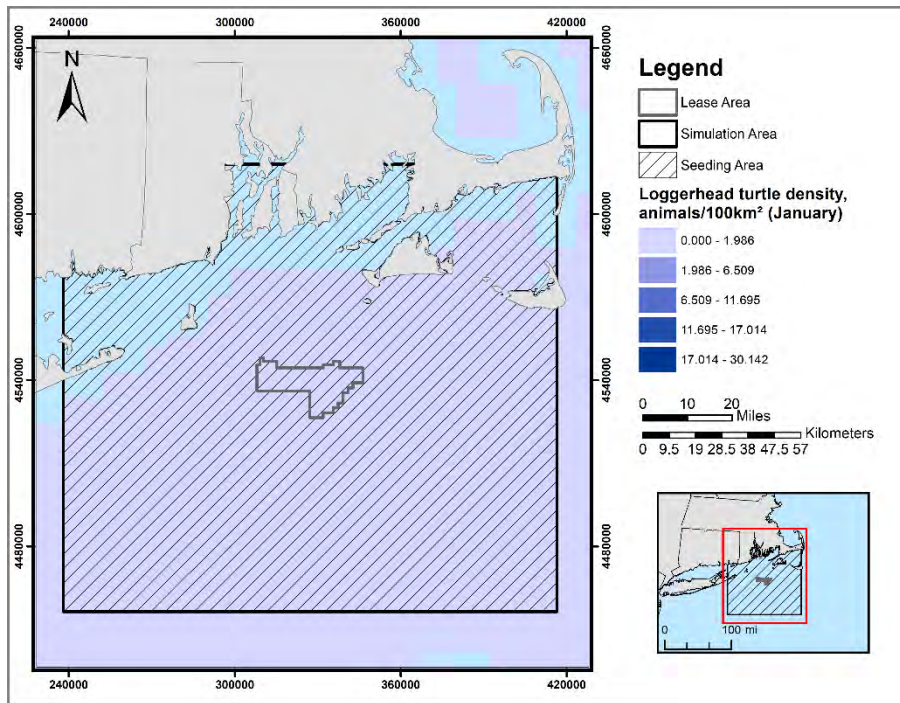 240000 300000 360000 420000
4660000 4660000
N
4600000 4600000
4540000 4540000
4480000 4480000
240000 300000 360000 420000
Legend
Lease Area
Simulation Area
Seeding Area
Loggerhead turtle density,
animals/100km² (January)
0.000 - 1.986
1.986 - 6.509
6.509 - 11.695
11.695 - 17.014
17.014 - 30.142
0 10 20
Miles
Kilometers
0 9.5 19 28.5 38 47.5 57
0 100 mi